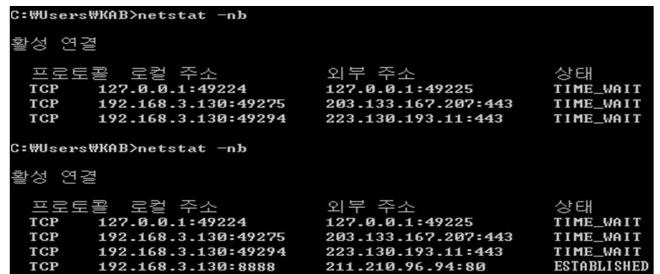 C:₩Users₩KAB>netstat -nb
활성 연결
프로토콜 로컬 주소 외부 주소 상태
TCP 127.0.0.1:49224 127.0.0.1:49225 TIME_WAIT
TCP 192.168.3.130:49275 203.133.167.207:443 TIME_WAIT
TCP 192.168.3.130:49294 223.130.193.11:443 TIME_WAIT
C:₩Users₩KAB>netstat -nb
활성 연결
프로토콜 로컬 주소 외부 주소 상태
TCP 127.0.0.1:49224 127.0.0.1:49225 TIME_WAIT
TCP 192.168.3.130:49275 203.133.167.207:443 TIME_WAIT
TCP 192.168.3.130:49294 223.130.193.11:443 TIME_WAIT
TCP 192.168.3.130:8888 211.210.96.94:80 ESTABLISHED